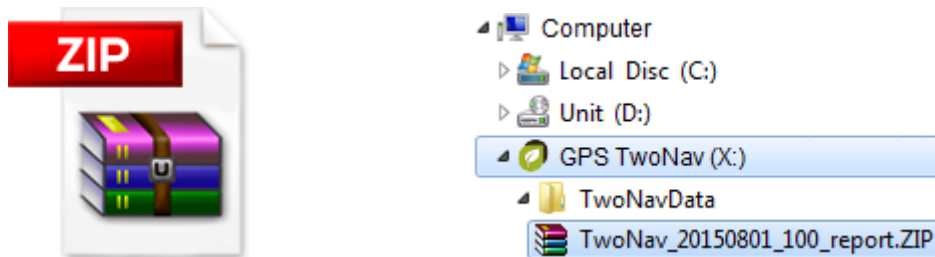 ZIP
U
Computer
Local Disc (C:)
Unit (D:)
GPS TwoNav (X:)
TwoNavData
TwoNav_20150801_100_report.ZIP